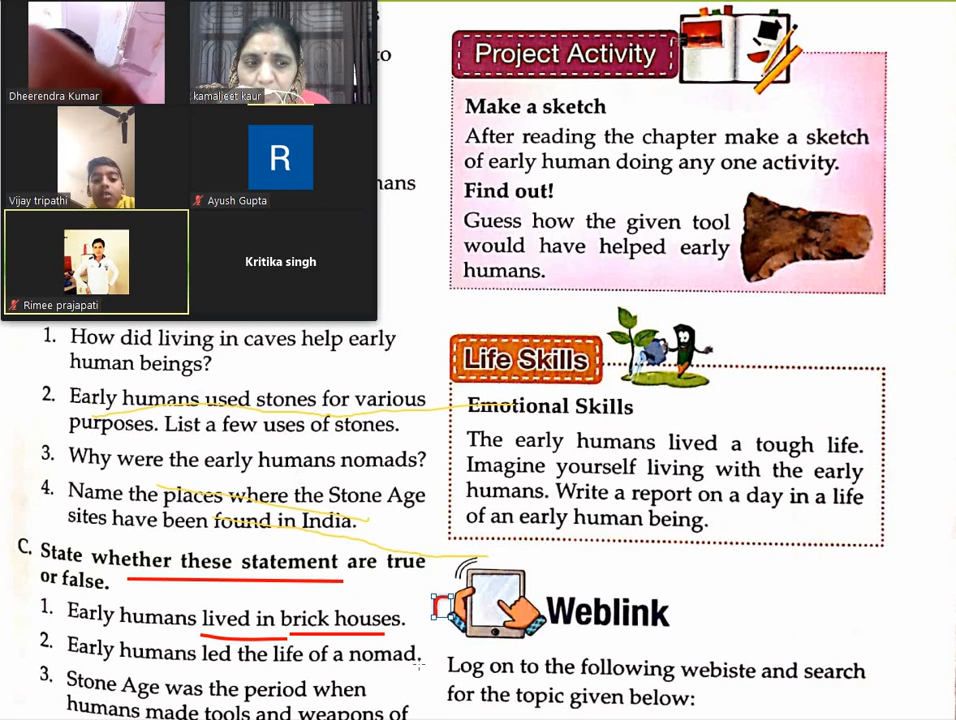 Dheerendra Kumar
kamaljeet kaur
Vijay tripathi
R
Ayush Gupta
Rimee prajapati
Kritika singh
to
mans
1. How did living in caves help early
human beings?
2. Early humans used stones for various
purposes. List a few uses of stones.
3. Why were the early humans nomads?
4. Name the places where the Stone Age
sites have been found in India.
C. State whether these statement are true
or false.
1. Early humans lived in brick houses.
2. Early humans led the life of a nomad.
3. Stone Age was the period when
humans made tools and weapons of
Project Activity
Make a sketch
After reading the chapter make a sketch
of early human doing any one activity.
Find out!
Guess how the given tool
would have helped early
humans.
Life Skills
Emotional Skills
The early humans lived a tough life.
Imagine yourself living with the early
humans. Write a report on a day in a life
of an early human being.
Weblink
Log on to the following webiste and search
for the topic given below: